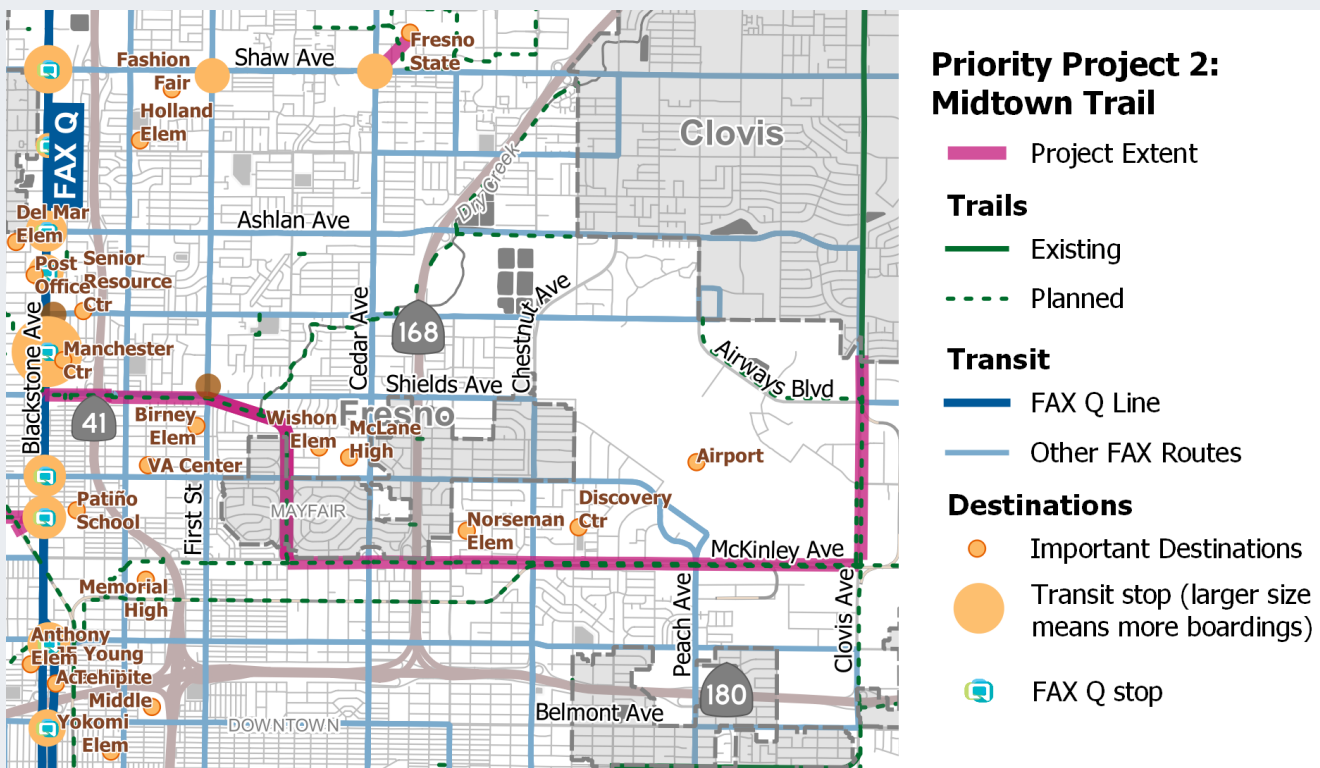 Fashion
Fair
Shaw Ave
Fresno
State
Holland
Elem
FAX Q
Clovis
Dry Creek
Del Mar
Elem
Ashlan Ave
Post
Office
Senior
Resource
Ctr
Blackstone Ave
Manchester
Ctr
Cedar Ave
168
Chestnut Ave
Airways Blvd
Shields Ave
41
Birney
Elem
Fresno
Wishon
Elem
McLane
High
VA Center
Airport
Patiño
School
First St
MAYFAIR
Norseman
Elem
Discovery
Ctr
McKinley Ave
Memorial
High
Peach Ave
Clovis Ave
Anthony
Elem
Young
Tehipite
Middle
180
Yokomi
Elem
DOWNTOWN
Belmont Ave
Priority Project 2:
Midtown Trail
Project Extent
Trails
Existing
Planned
Transit
FAX Q Line
Other FAX Routes
Destinations
Important Destinations
Transit stop (larger size
means more boardings)
FAX Q stop